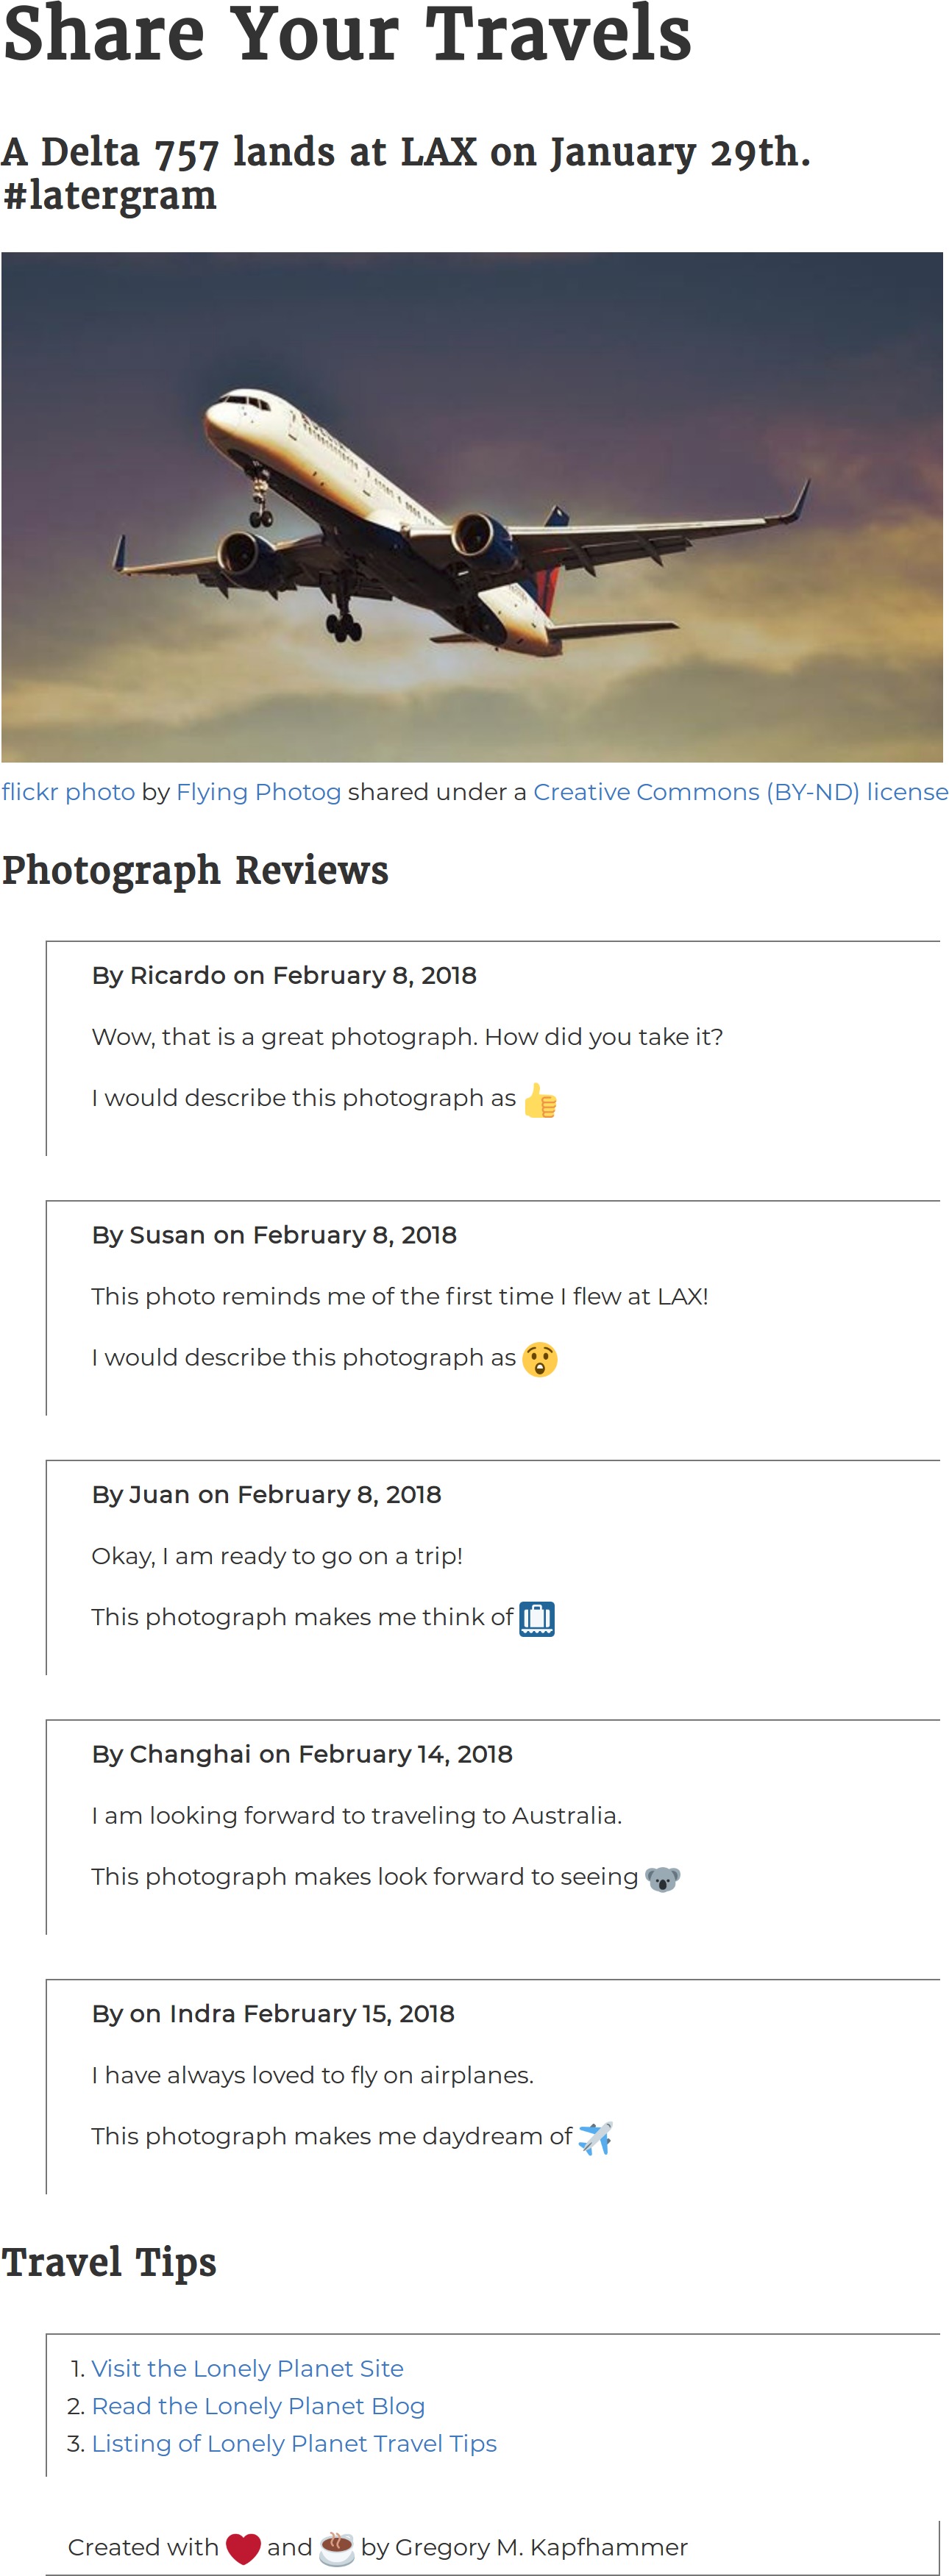 Share Your Travels
A Delta 757 lands at LAX on January 29th.
#latergram
flickr photo by Flying Photog shared under a Creative Commons (BY-ND) license
Photograph Reviews
By Ricardo on February 8, 2018
Wow, that is a great photograph. How did you take it?
I would describe this photograph as 👍
By Susan on February 8, 2018
This photo reminds me of the first time I flew at LAX!
I would describe this photograph as 😲
By Juan on February 8, 2018
Okay, I am ready to go on a trip!
This photograph makes me think of 🛄
By Changhai on February 14, 2018
I am looking forward to traveling to Australia.
This photograph makes look forward to seeing 🐨
By on Indra February 15, 2018
I have always loved to fly on airplanes.
This photograph makes me daydream of ✈️
Travel Tips
1. Visit the Lonely Planet Site
2. Read the Lonely Planet Blog
3. Listing of Lonely Planet Travel Tips
Created with ❤️ and ☕ by Gregory M. Kapfhammer